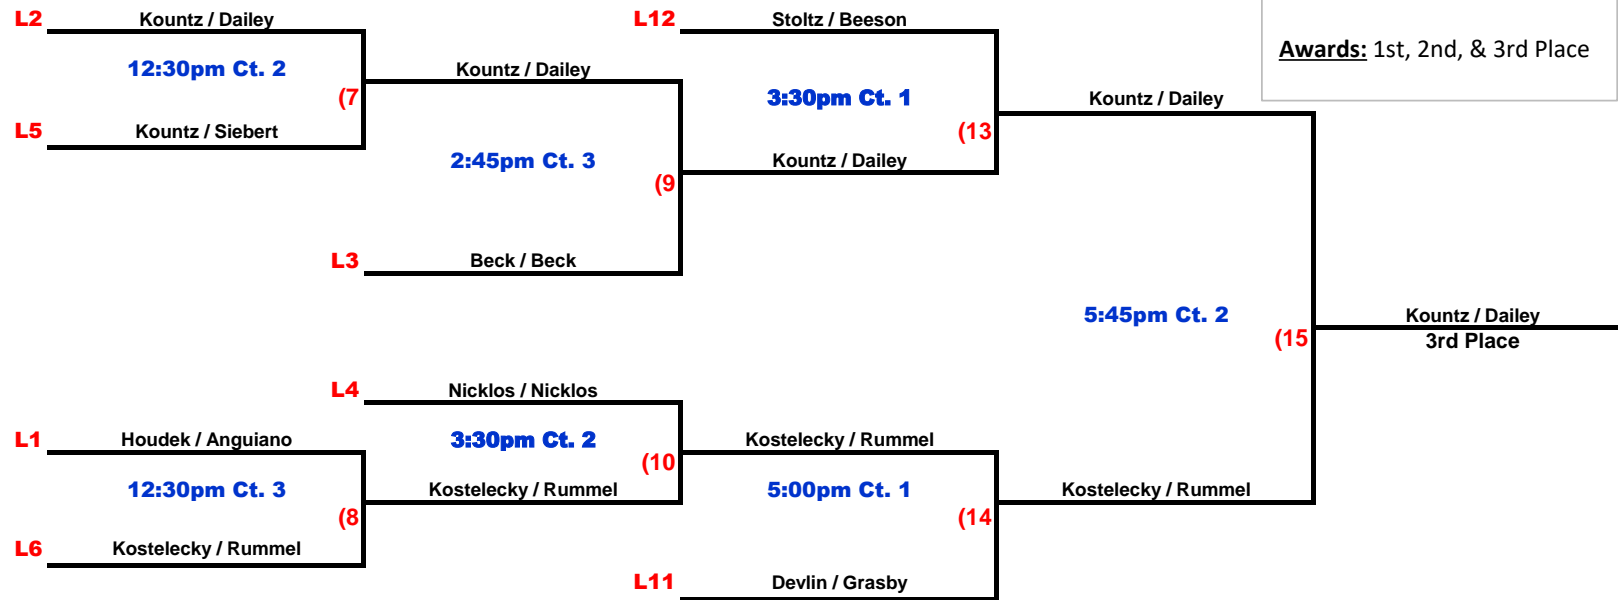 L2 Kountz / Dailey L12 Stoltz / Beeson
Awards: 1st, 2nd, & 3rd Place
12:30pm Ct. 2 Kountz / Dailey
(7 3:30pm Ct. 1 Kountz / Dailey
L5 Kountz / Siebert (13
2:45pm Ct. 3 Kountz / Dailey
(9
L3 Beck / Beck
5:45pm Ct. 2 Kountz / Dailey
(15 3rd Place
L4 Nicklos / Nicklos
L1 Houdek / Anguiano 3:30pm Ct. 2 Kostelecky / Rummel
(10
12:30pm Ct. 3 Kostelecky / Rummel 5:00pm Ct. 1 Kostelecky / Rummel
(8 (14
L6 Kostelecky / Rummel
L11 Devlin / Grasby